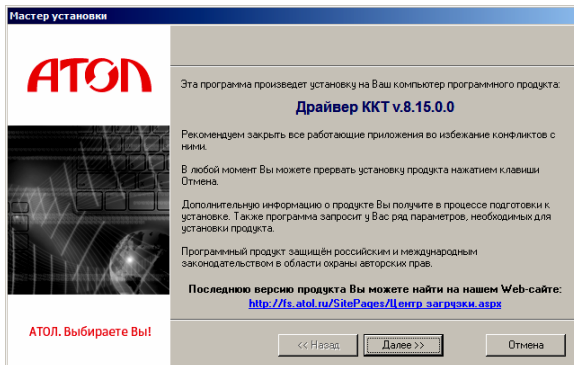 Мастер установки
АТОЛ
Эта программа произведет установку на Ваш компьютер программного продукта:
Драйвер ККТ v.8.15.0.0
Рекомендуем закрыть все работающие приложения во избежание конфликтов с
ними.
В любой момент Вы можете прервать установку продукта нажатием клавиши
Отмена.
Дополнительную информацию о продукте Вы получите в процессе подготовки к
установке. Также программа запросит у Вас ряд параметров, необходимых для
установки продукта.
Программный продукт защищён российским и международным
законодательством в области охраны авторских прав.
Последнюю версию продукта Вы можете найти на нашем Web-сайте:
http://fs.atol.ru/SitePages/Центр загрузки.aspx
АТОЛ. Выбираете Вы!
<< Назад
Далее >>
Отмена